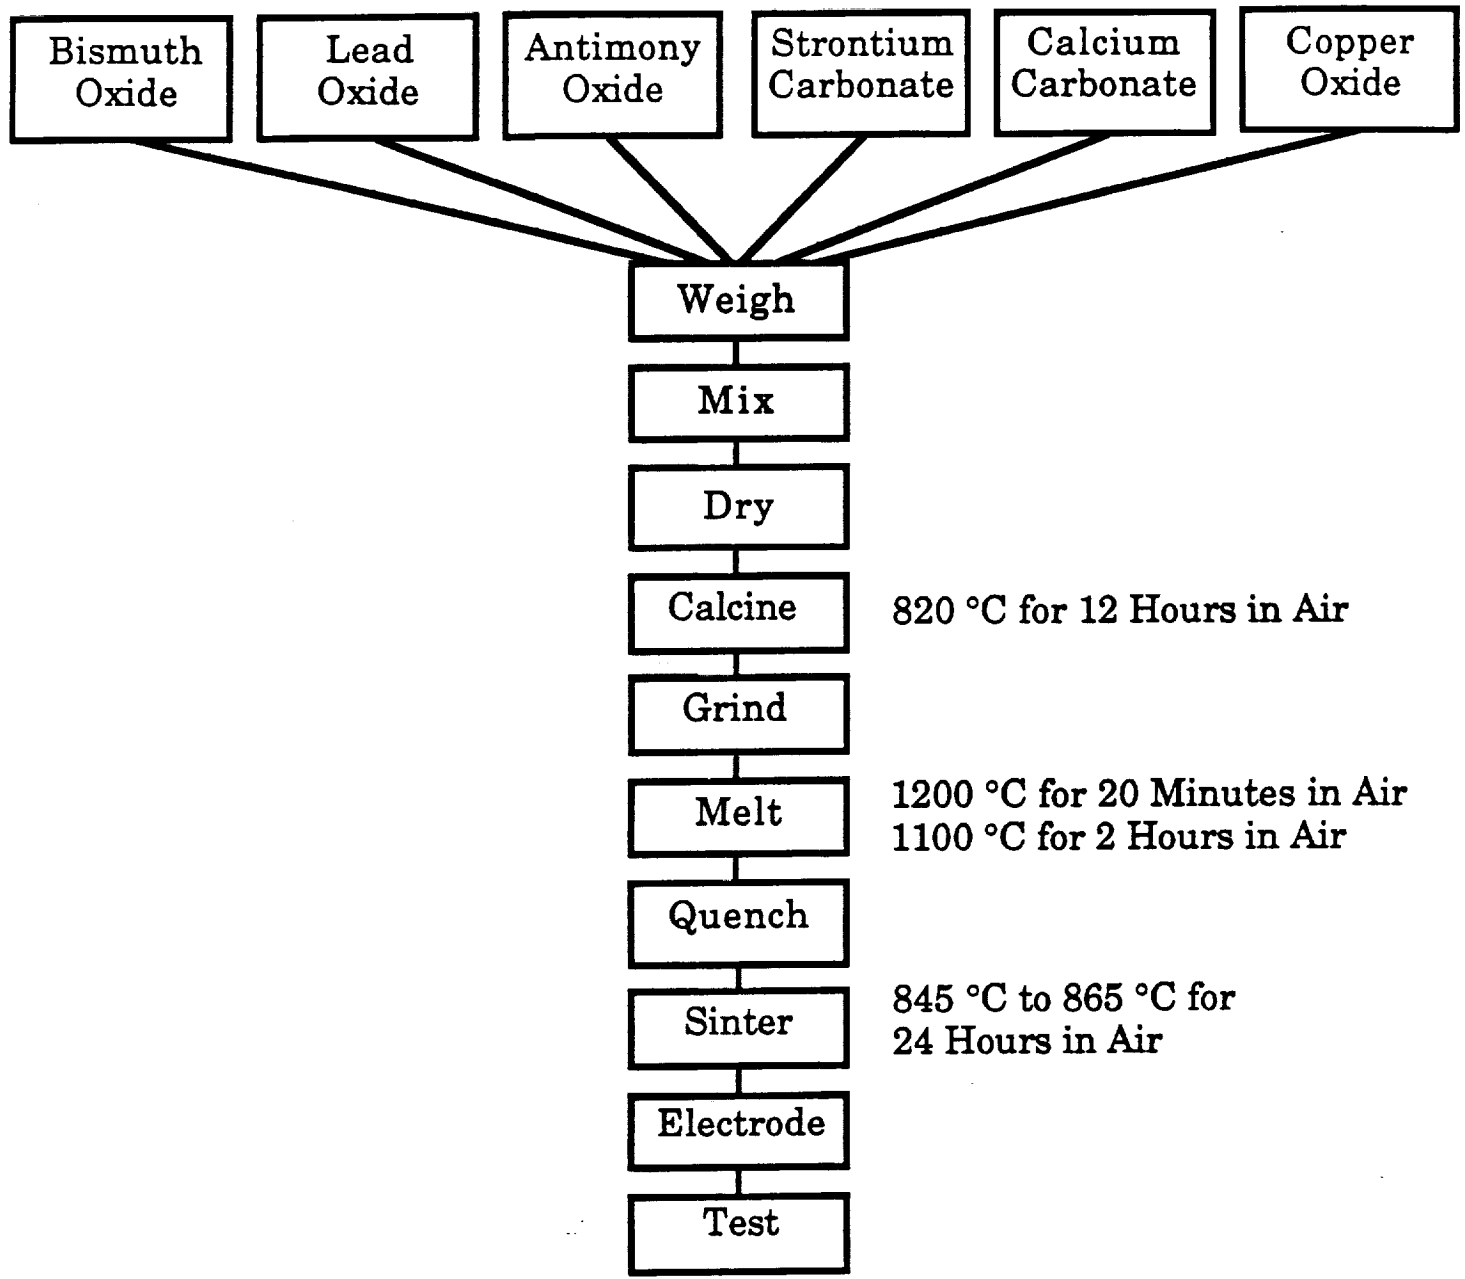 Bismuth
Oxide
Lead
Oxide
Antimony
Oxide
Strontium
Carbonate
Calcium
Carbonate
Copper
Oxide
Weigh
Mix
Dry
Calcine
820 °C for 12 Hours in Air
Grind
Melt
1200 °C for 20 Minutes in Air
1100 °C for 2 Hours in Air
Quench
Sinter
845 °C to 865 °C for
24 Hours in Air
Electrode
Test